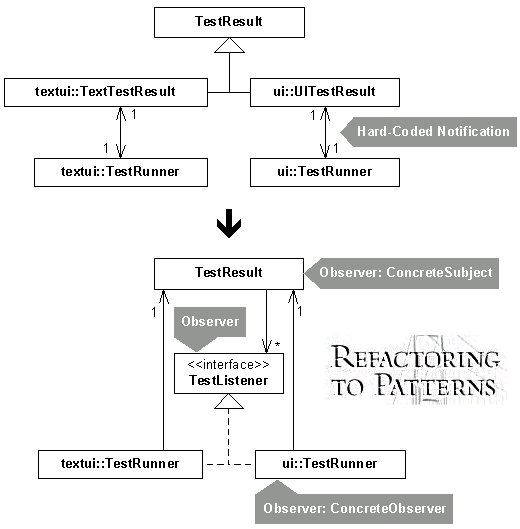 TestResult
textui::TextTestResult
ui::UITestResult
1
1
Hard-Coded Notification
1
1
textui::TestRunner
ui::TestRunner
TestResult
Observer: ConcreteSubject
1
1
Observer
*
<<interface>>
TestListener
REFACTORING
TO PATTERNS
textui::TestRunner
ui::TestRunner
Observer: ConcreteObserver